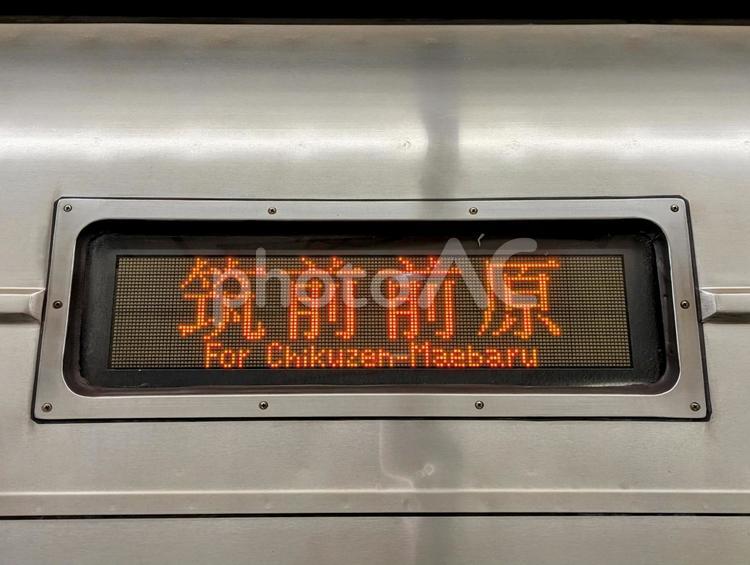 筑前前原
For Chikuzen-Maebaru
photoAC